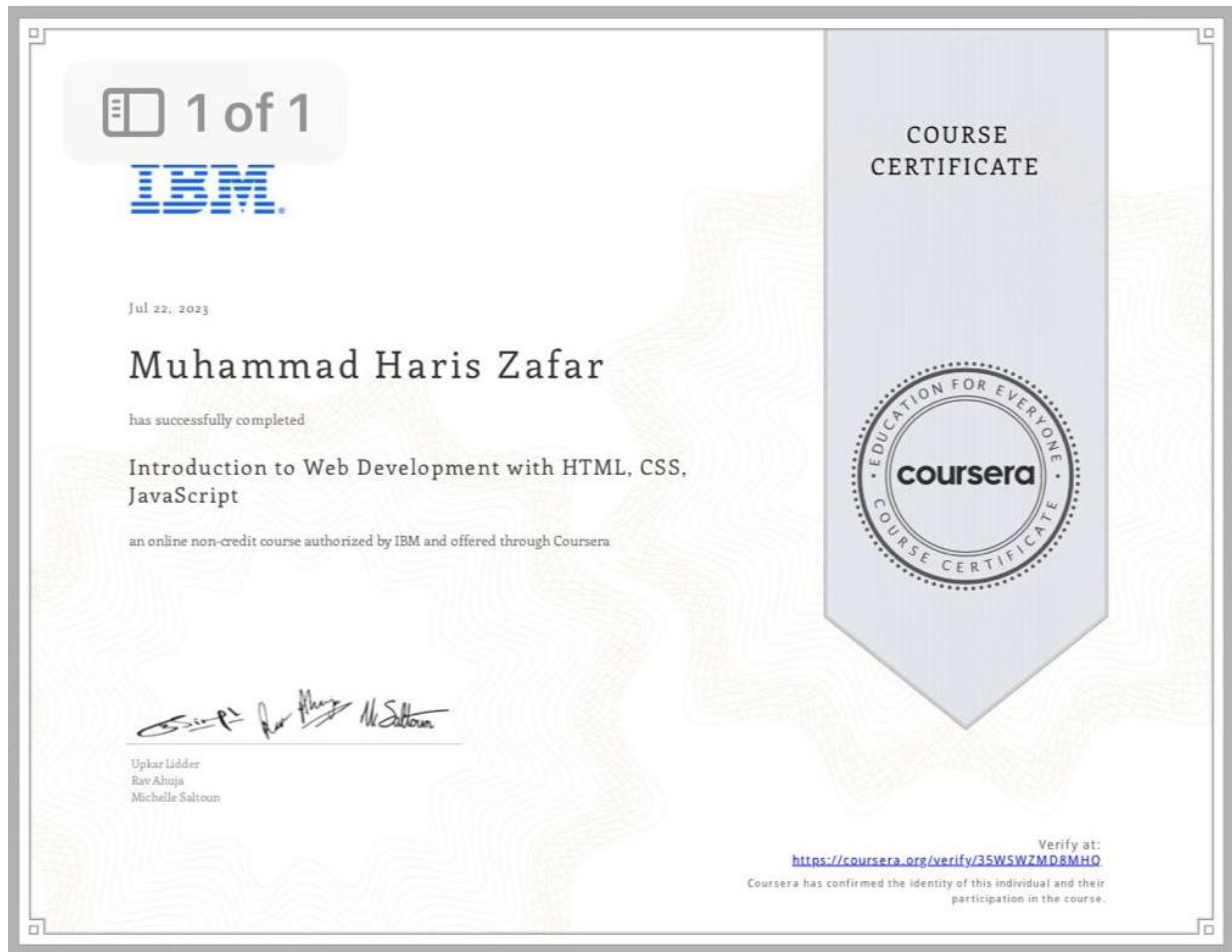 1 of 1
IBM®
COURSE
CERTIFICATE
Jul 22, 2023
Muhammad Haris Zafar
has successfully completed
Introduction to Web Development with HTML, CSS,
JavaScript
an online non-credit course authorized by IBM and offered through Coursera
EDUCATION FOR EVERYONE
coursera
COURSE CERTIFICATE
Rav Ahuja M. Saltoun
Upkar Lidder
Rav Ahuja
Michelle Saltoun
Verify at:
https://coursera.org/verify/35WSWZMD8MHQ
Coursera has confirmed the identity of this individual and their
participation in the course.